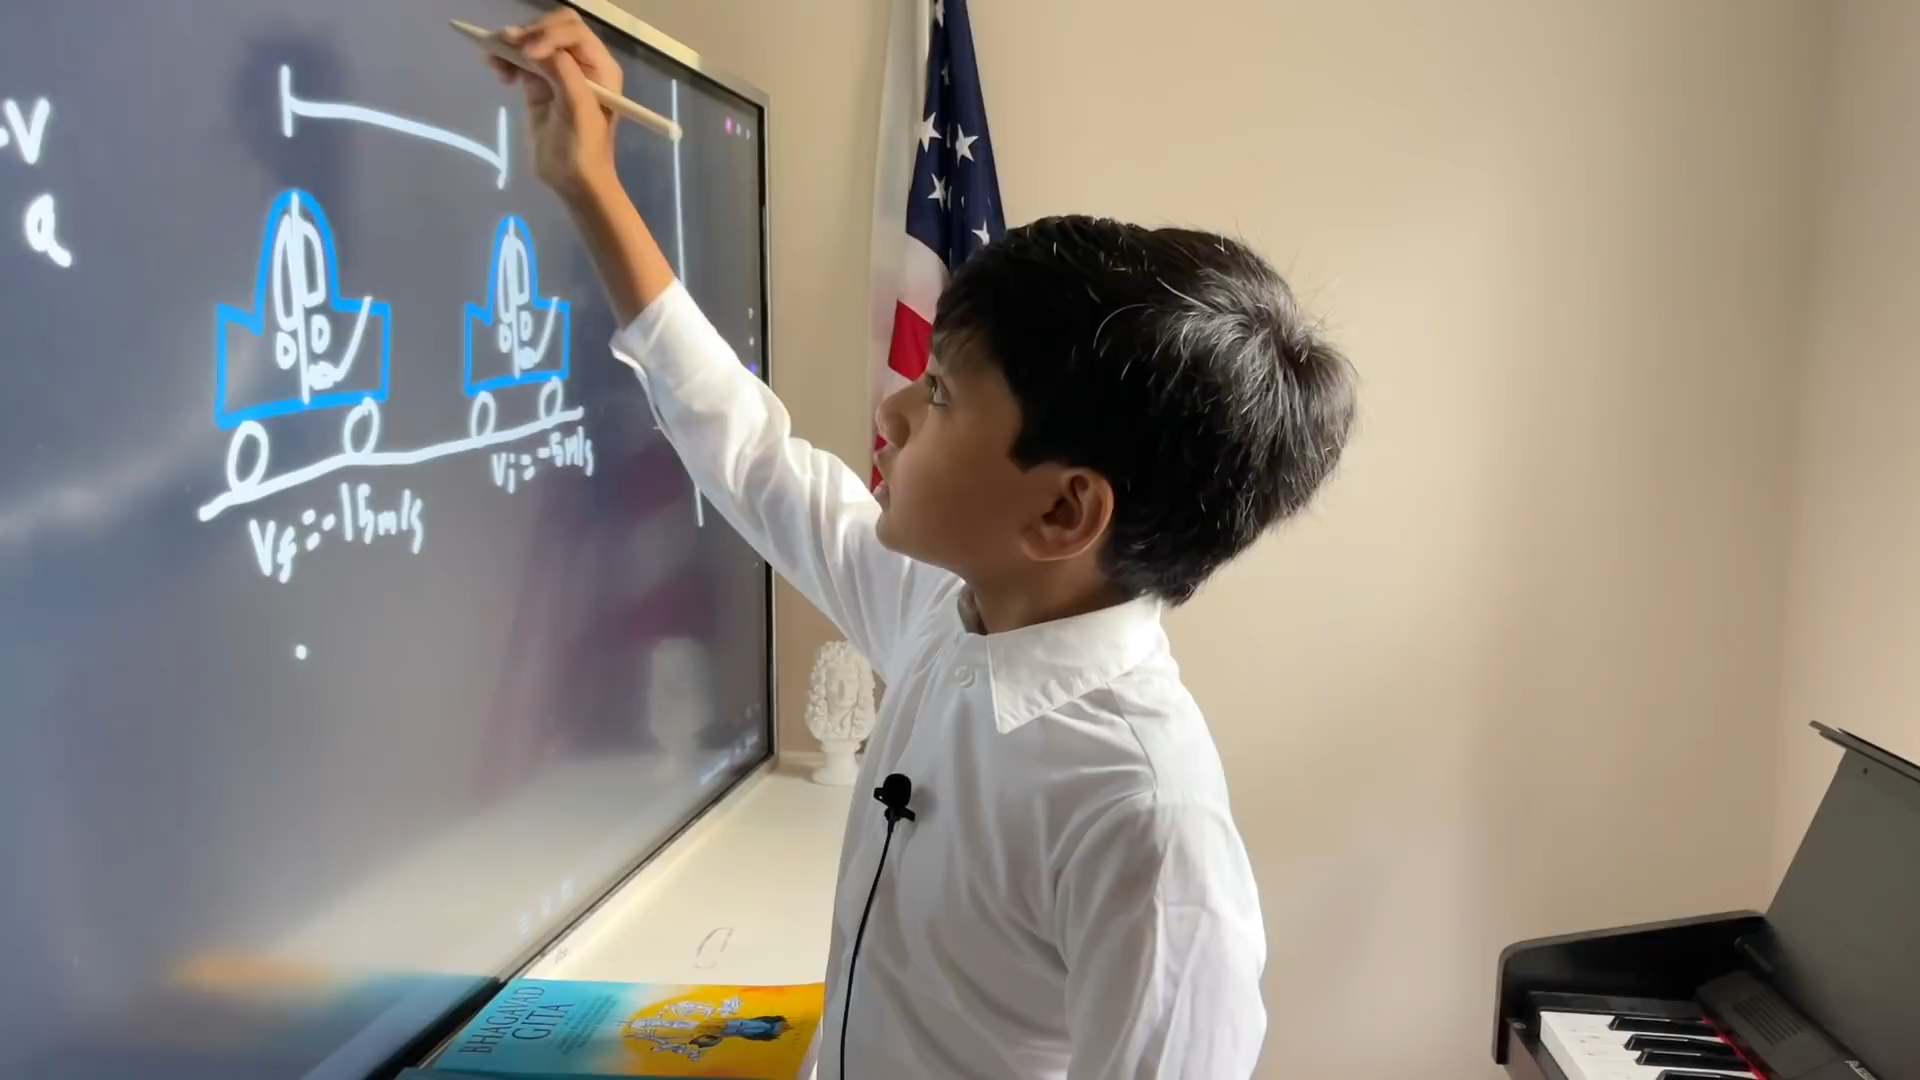 -V
a
Vi = -5m/s
Vf = -15m/s
BHAGAVAD
GITA